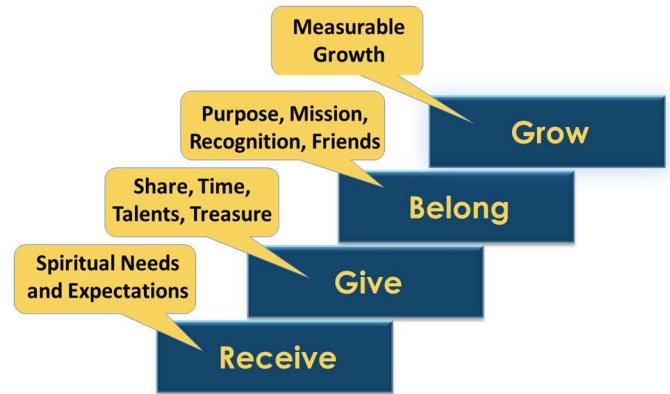 Measurable
Growth
Grow
Purpose, Mission,
Recognition, Friends
Belong
Share, Time,
Talents, Treasure
Give
Spiritual Needs
and Expectations
Receive